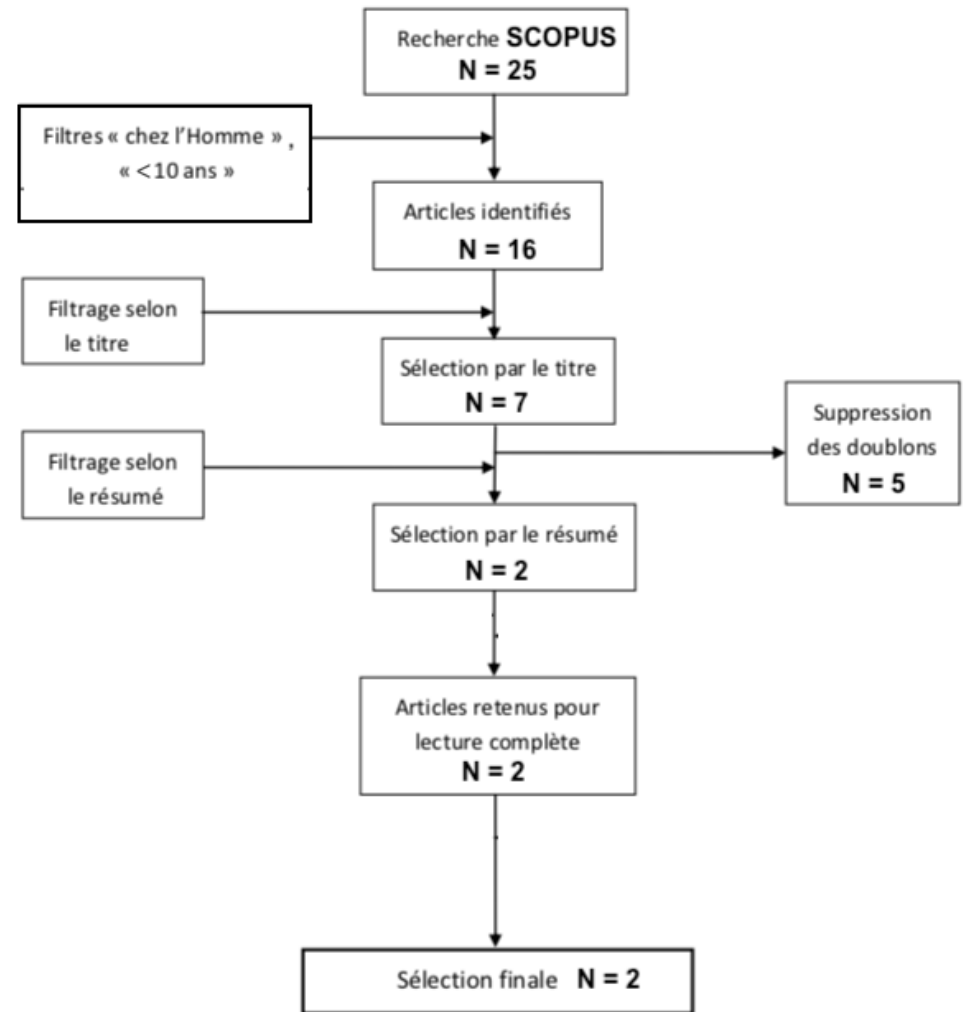 Recherche SCOPUS
N = 25
Filtres « chez l'Homme » ,
« <10 ans »
Articles identifiés
N = 16
Filtrage selon
le titre
Sélection par le titre
N = 7
Suppression
des doublons
N = 5
Filtrage selon
le résumé
Sélection par le résumé
N = 2
Articles retenus pour
lecture complète
N = 2
Sélection finale N = 2